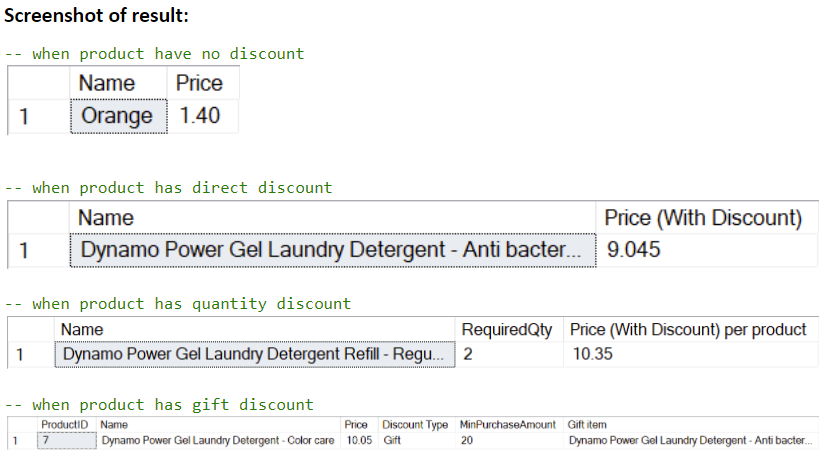 Screenshot of result:
-- when product have no discount
Name Price
1 Orange 1.40
-- when product has direct discount
Name Price (With Discount)
1 Dynamo Power Gel Laundry Detergent - Anti bacter... 9.045
-- when product has quantity discount
Name RequiredQty Price (With Discount) per product
1 Dynamo Power Gel Laundry Detergent Refill - Regu... 2 10.35
-- when product has gift discount
ProductID Name Price Discount Type MinPurchaseAmount Gift item
1 7 Dynamo Power Gel Laundry Detergent - Color care 10.05 Gift 20 Dynamo Power Gel Laundry Detergent - Anti bacter...